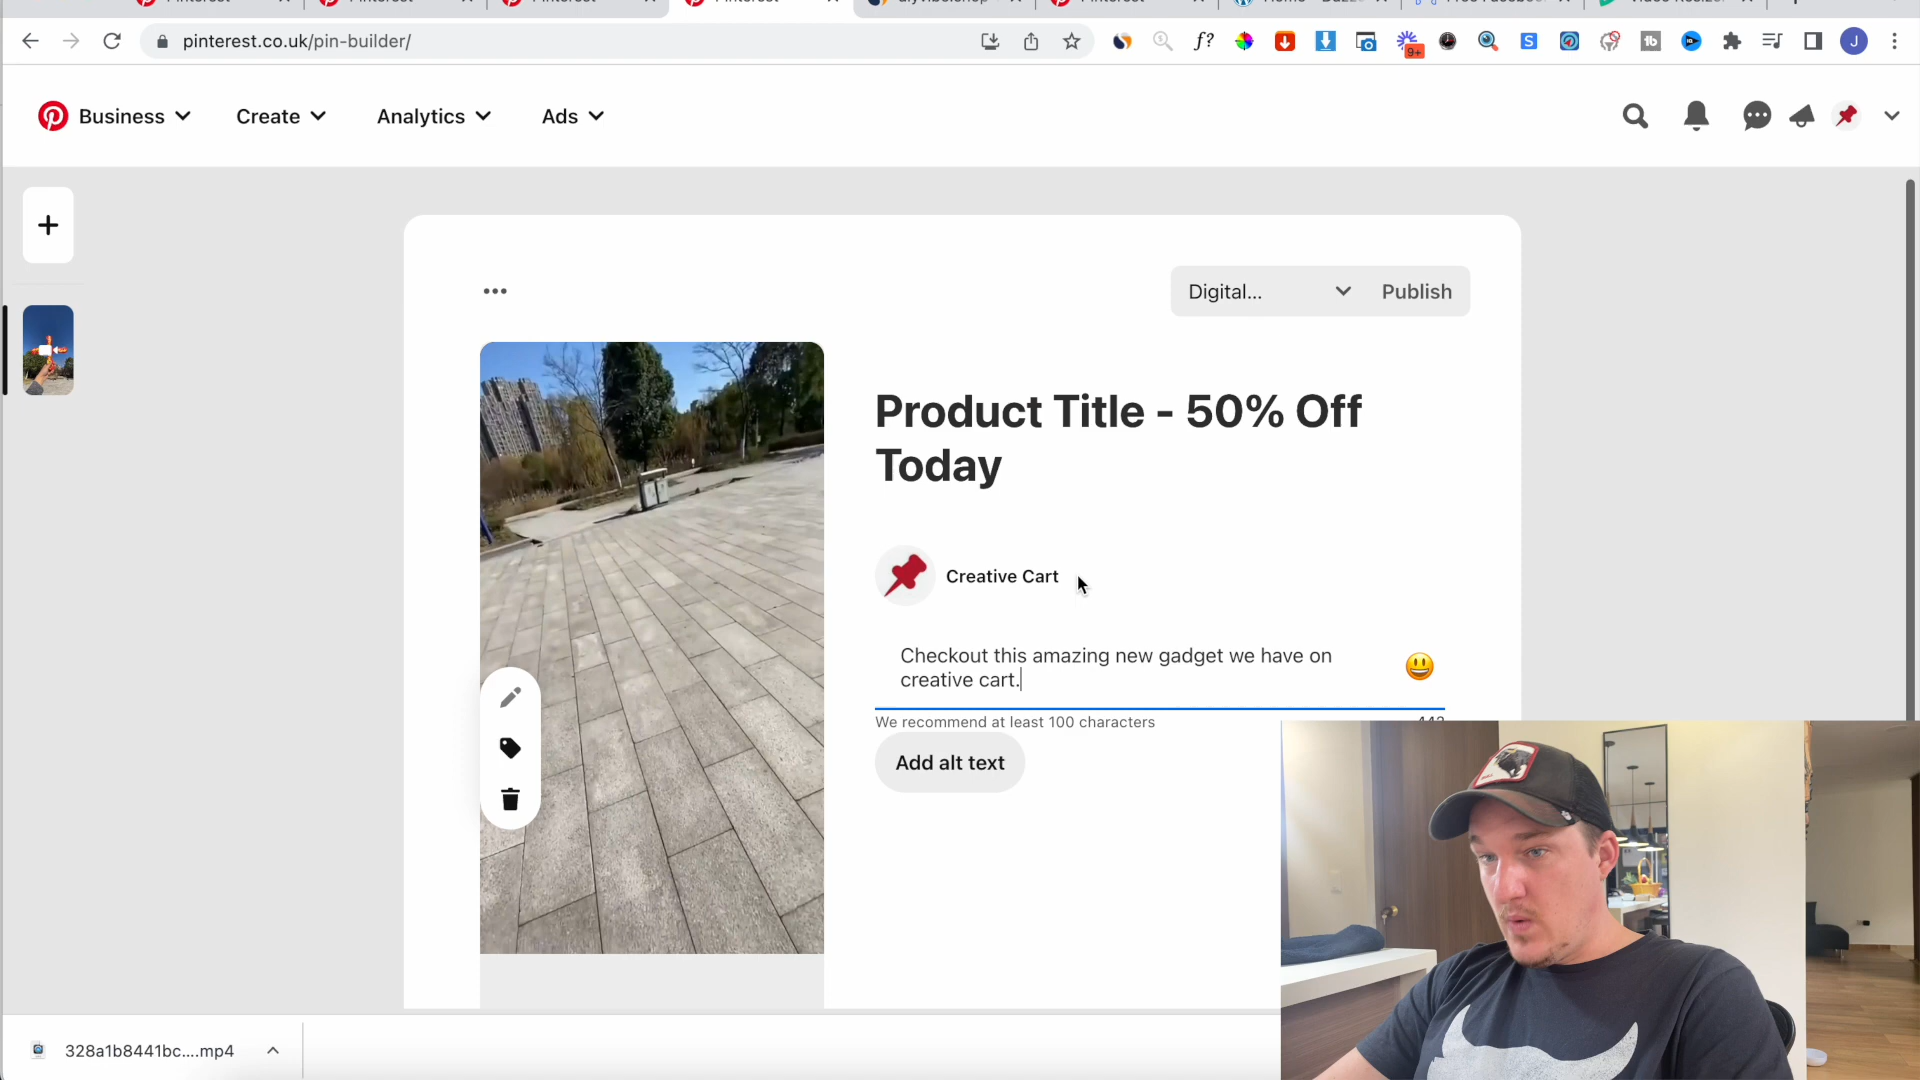 pinterest.co.uk/pin-builder/
f?
9+
S
J
Business
Create
Analytics
Ads
Digital...
Publish
Product Title - 50% Off
Today
Creative Cart
Checkout this amazing new gadget we have on
creative cart.
We recommend at least 100 characters
Add alt text
328a1b8441bc....mp4